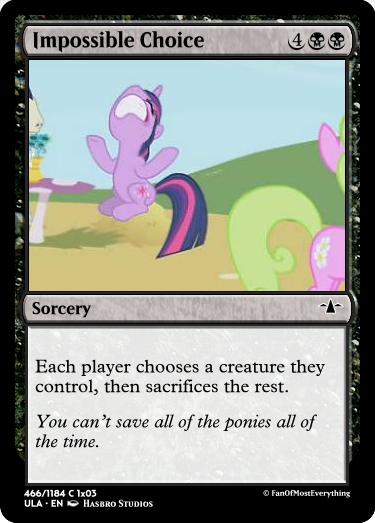 Impossible Choice 4
Sorcery
Each player chooses a creature they
control, then sacrifices the rest.
You can't save all of the ponies all of
the time.
466/1184 C 1x03
ULA • EN HASBRO STUDIOS
© FanOfMostEverything